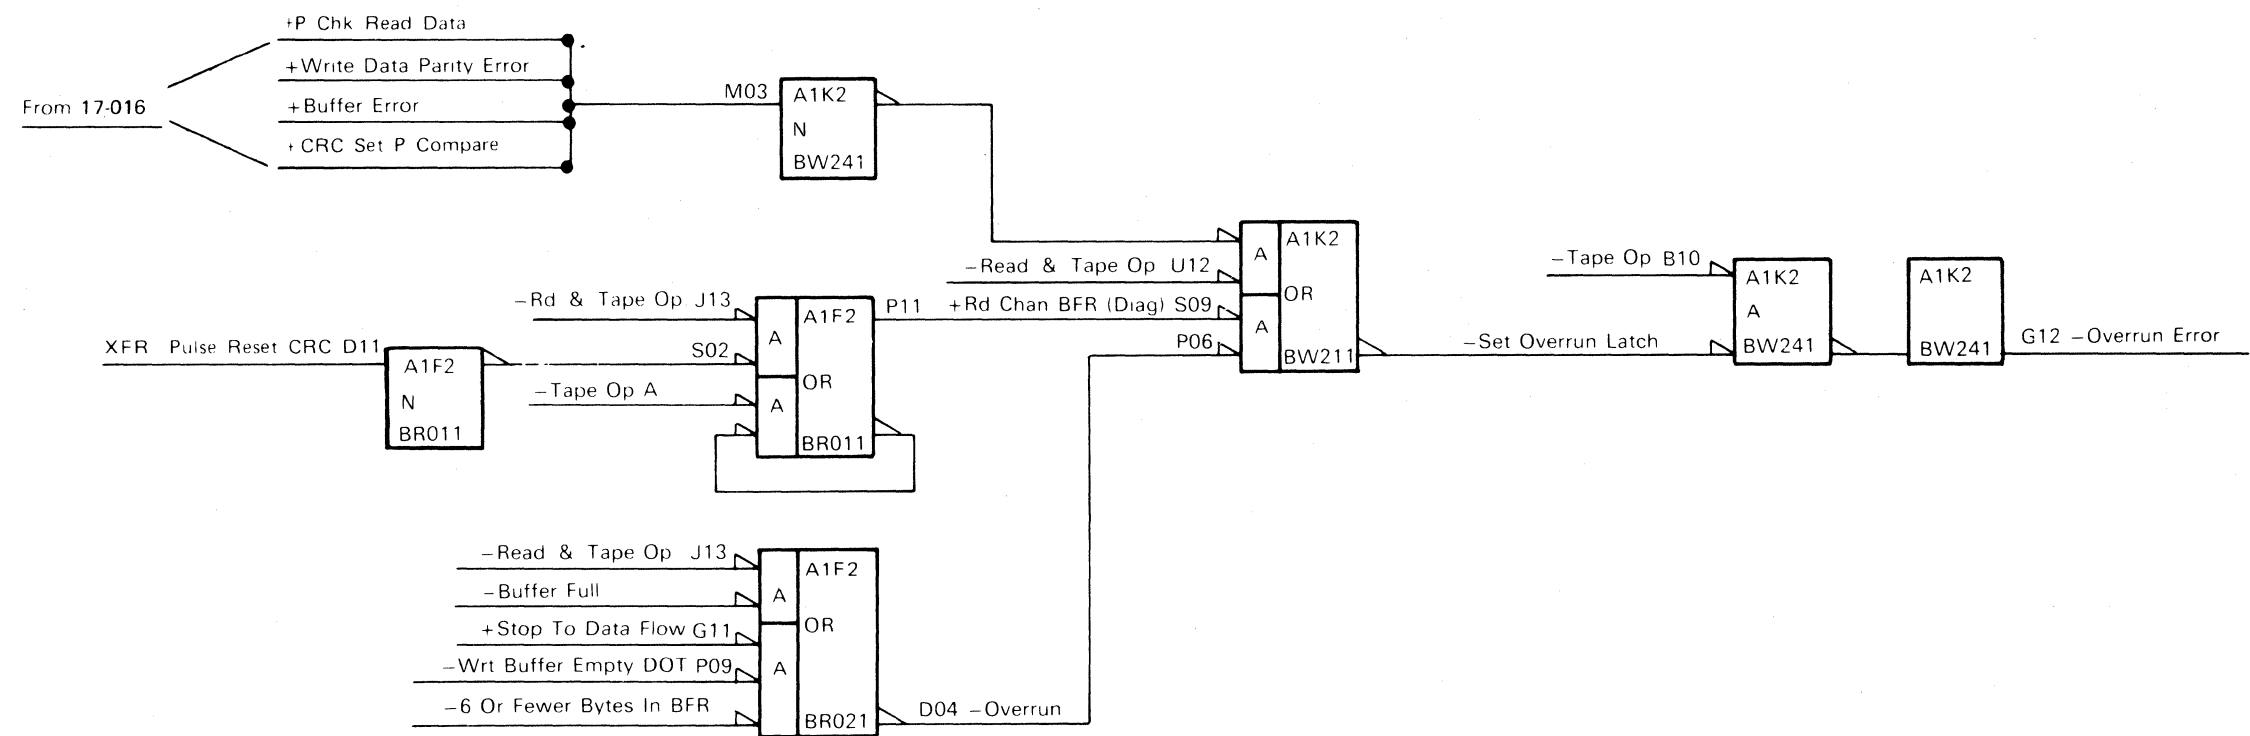 +P Chk Read Data
+Write Data Parity Error
From 17-016
+Buffer Error
+CRC Set P Compare
M03
A1K2
N
BW241
-Rd & Tape Op J13
XFR Pulse Reset CRC D11
A1F2
N
BR011
S02
-Tape Op A
A
A
A1F2
OR
BR011
P11
+Rd Chan BFR (Diag) S09
-Read & Tape Op U12
P06
A
A
A1K2
OR
BW211
-Set Overrun Latch
-Tape Op B10
A1K2
A
BW241
A1K2
BW241
G12 -Overrun Error
-Read & Tape Op J13
-Buffer Full
+Stop To Data Flow G11
-Wrt Buffer Empty DOT P09
-6 Or Fewer Bytes In BFR
A
A
A1F2
OR
BR021
D04 -Overrun